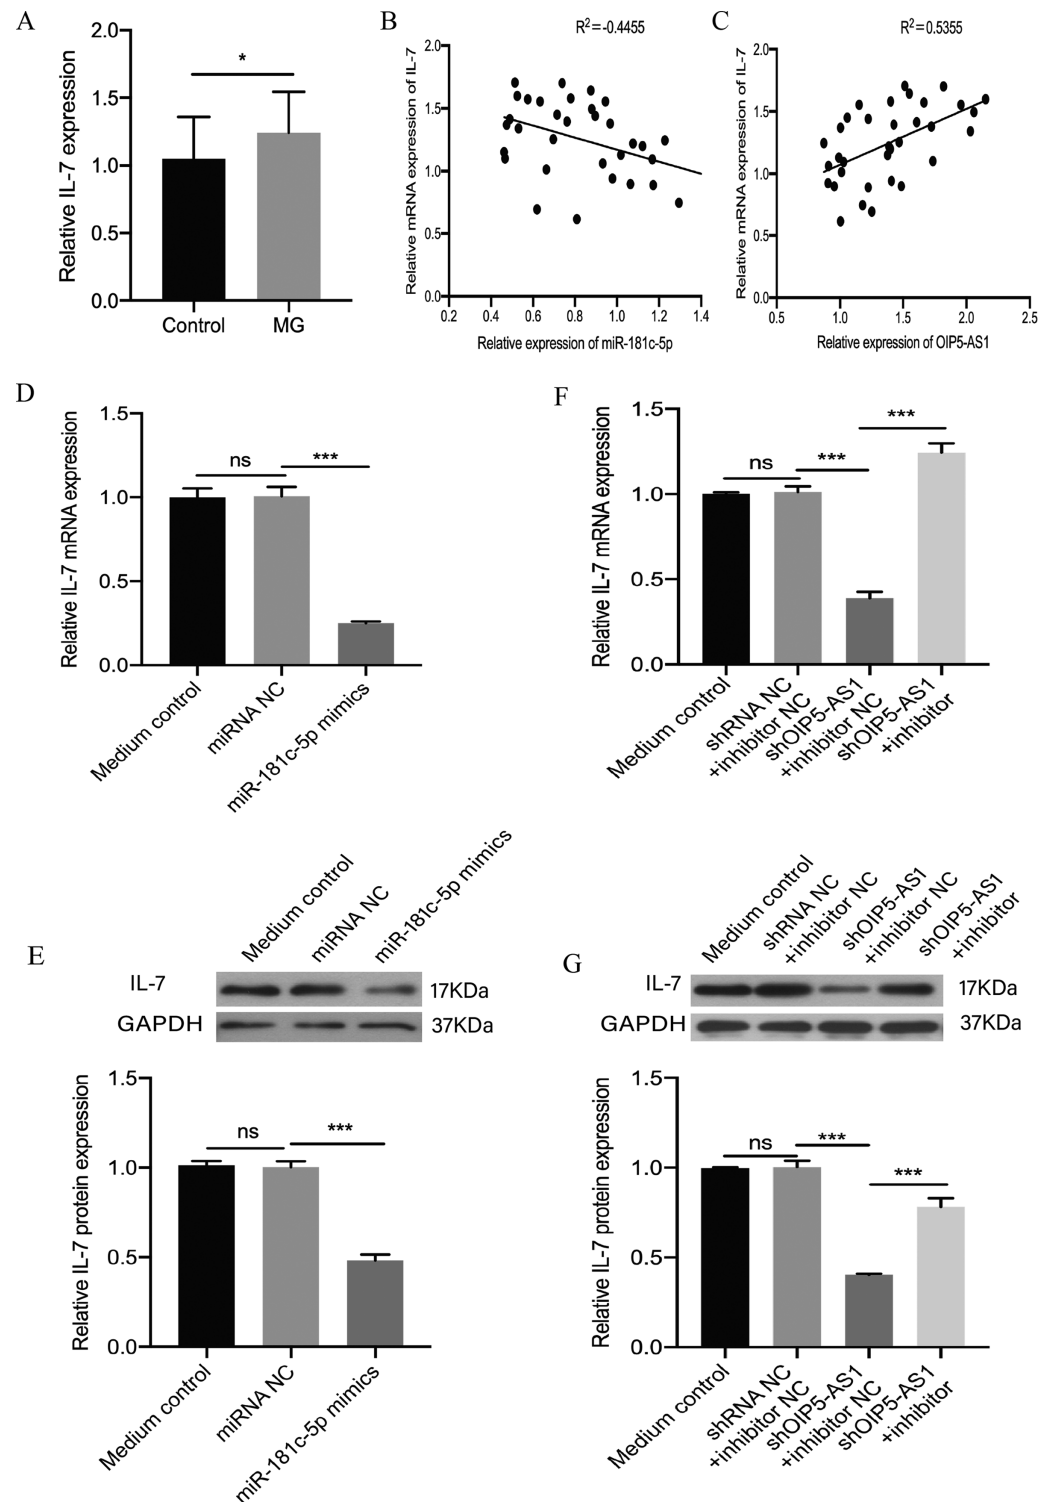 A
Relative IL-7 expression
2.0
1.5
1.0
0.5
0.0
*
Control
MG
B
R²=-0.4455
Relative mRNA expression of IL-7
2.0
1.5
1.0
0.5
0.0
0.2 0.4 0.6 0.8 1.0 1.2 1.4
Relative expression of miR-181c-5p
C
R²=0.5355
Relative mRNA expression of IL-7
2.0
1.5
1.0
0.5
0.0
0.5 1.0 1.5 2.0 2.5
Relative expression of OIP5-AS1
D
Relative IL-7 mRNA expression
1.5
1.0
0.5
0.0
ns
***
Medium control
miRNA NC
miR-181c-5p mimics
F
Relative IL-7 mRNA expression
1.5
1.0
0.5
0.0
ns
***
***
Medium control
shRNA NC
+inhibitor NC
shOIP5-AS1
+inhibitor NC
shOIP5-AS1
+inhibitor
E
Medium control
miRNA NC
miR-181c-5p mimics
IL-7
17KDa
GAPDH
37KDa
Relative IL-7 protein expression
1.5
1.0
0.5
0.0
ns
***
Medium control
miRNA NC
miR-181c-5p mimics
G
Medium control
shRNA NC
+inhibitor NC
shOIP5-AS1
+inhibitor NC
shOIP5-AS1
+inhibitor
IL-7
17KDa
GAPDH
37KDa
Relative IL-7 protein expression
1.5
1.0
0.5
0.0
ns
***
***
Medium control
shRNA NC
+inhibitor NC
shOIP5-AS1
+inhibitor NC
shOIP5-AS1
+inhibitor